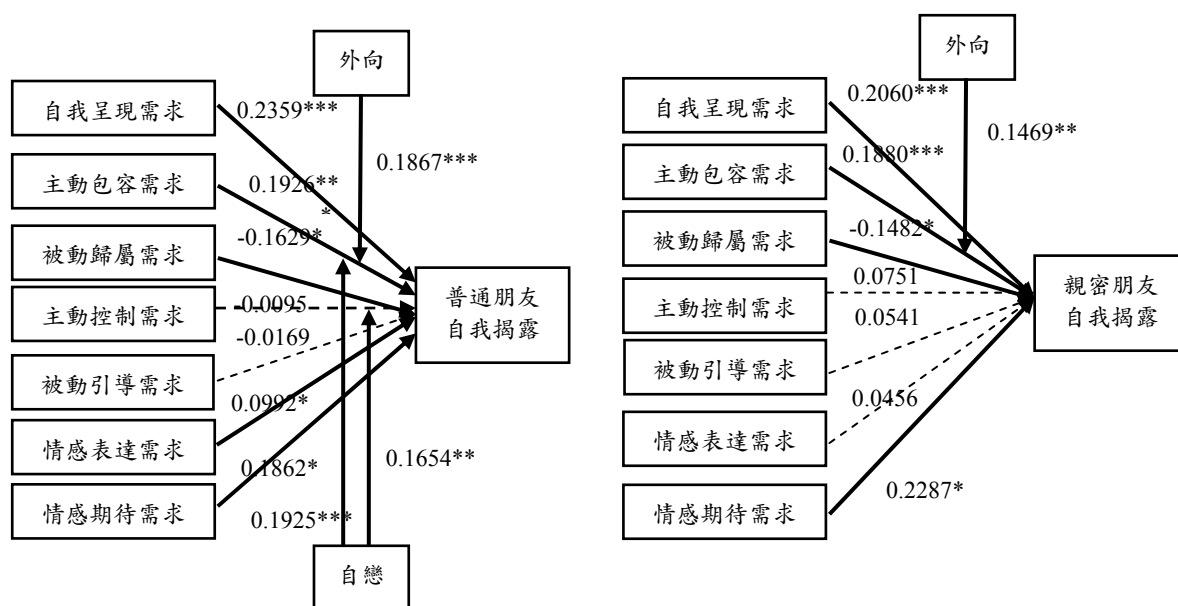 外向
自我呈現需求
0.2359***
0.1867***
主動包容需求
0.1926**
*
被動歸屬需求
-0.1629*
主動控制需求
-0.0095
普通朋友
自我揭露
-0.0169
被動引導需求
0.0992*
情感表達需求
0.1862*
0.1654**
情感期待需求
0.1925***
自戀
外向
自我呈現需求
0.2060***
0.1469**
主動包容需求
0.1880***
被動歸屬需求
-0.1482*
主動控制需求
0.0751
親密朋友
自我揭露
0.0541
被動引導需求
0.0456
情感表達需求
0.2287*
情感期待需求